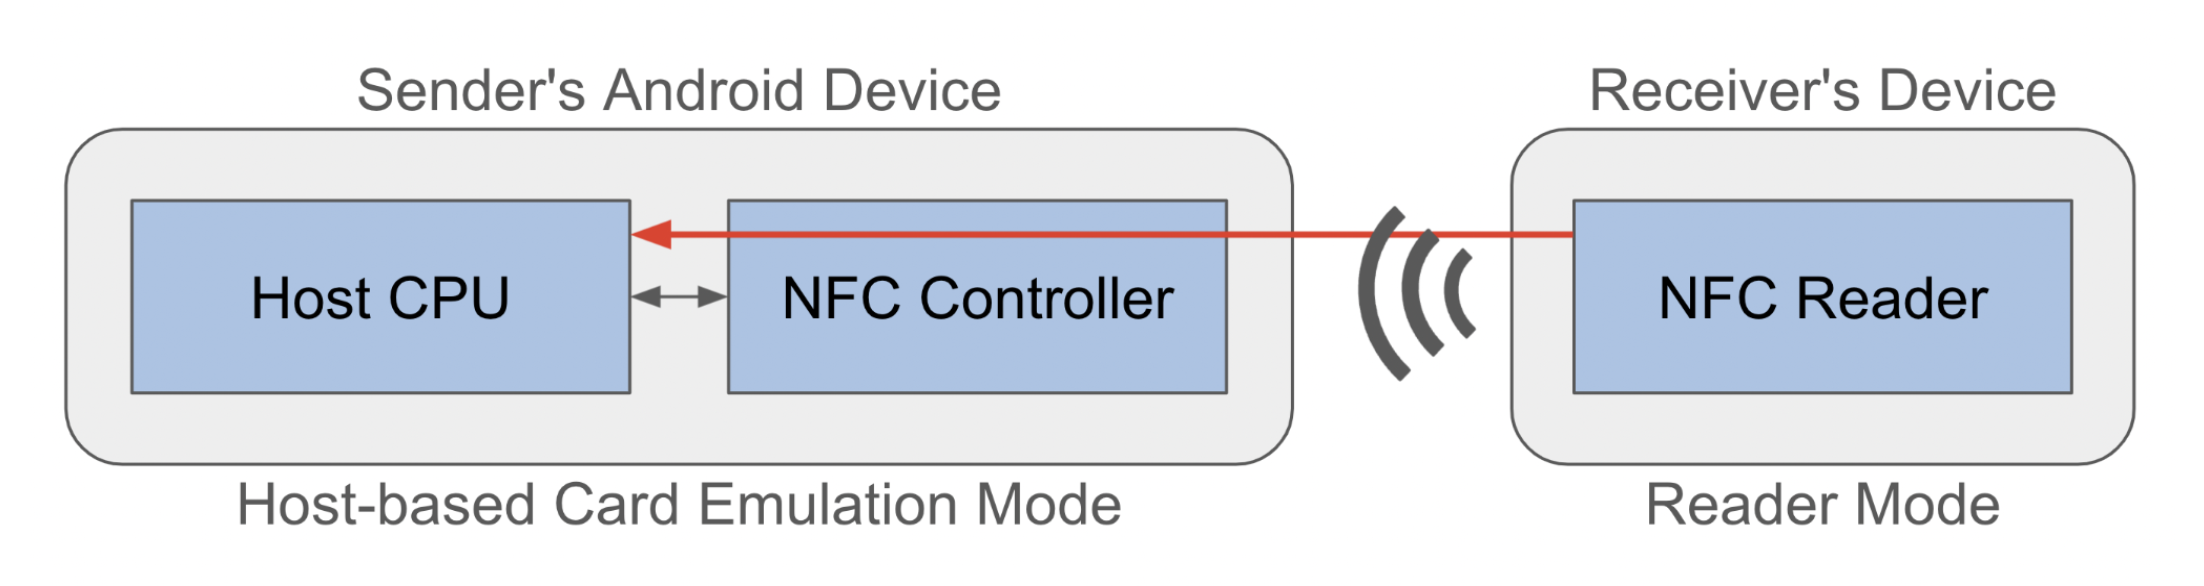 Sender's Android Device
Receiver's Device
Host CPU
NFC Controller
NFC Reader
Host-based Card Emulation Mode
Reader Mode